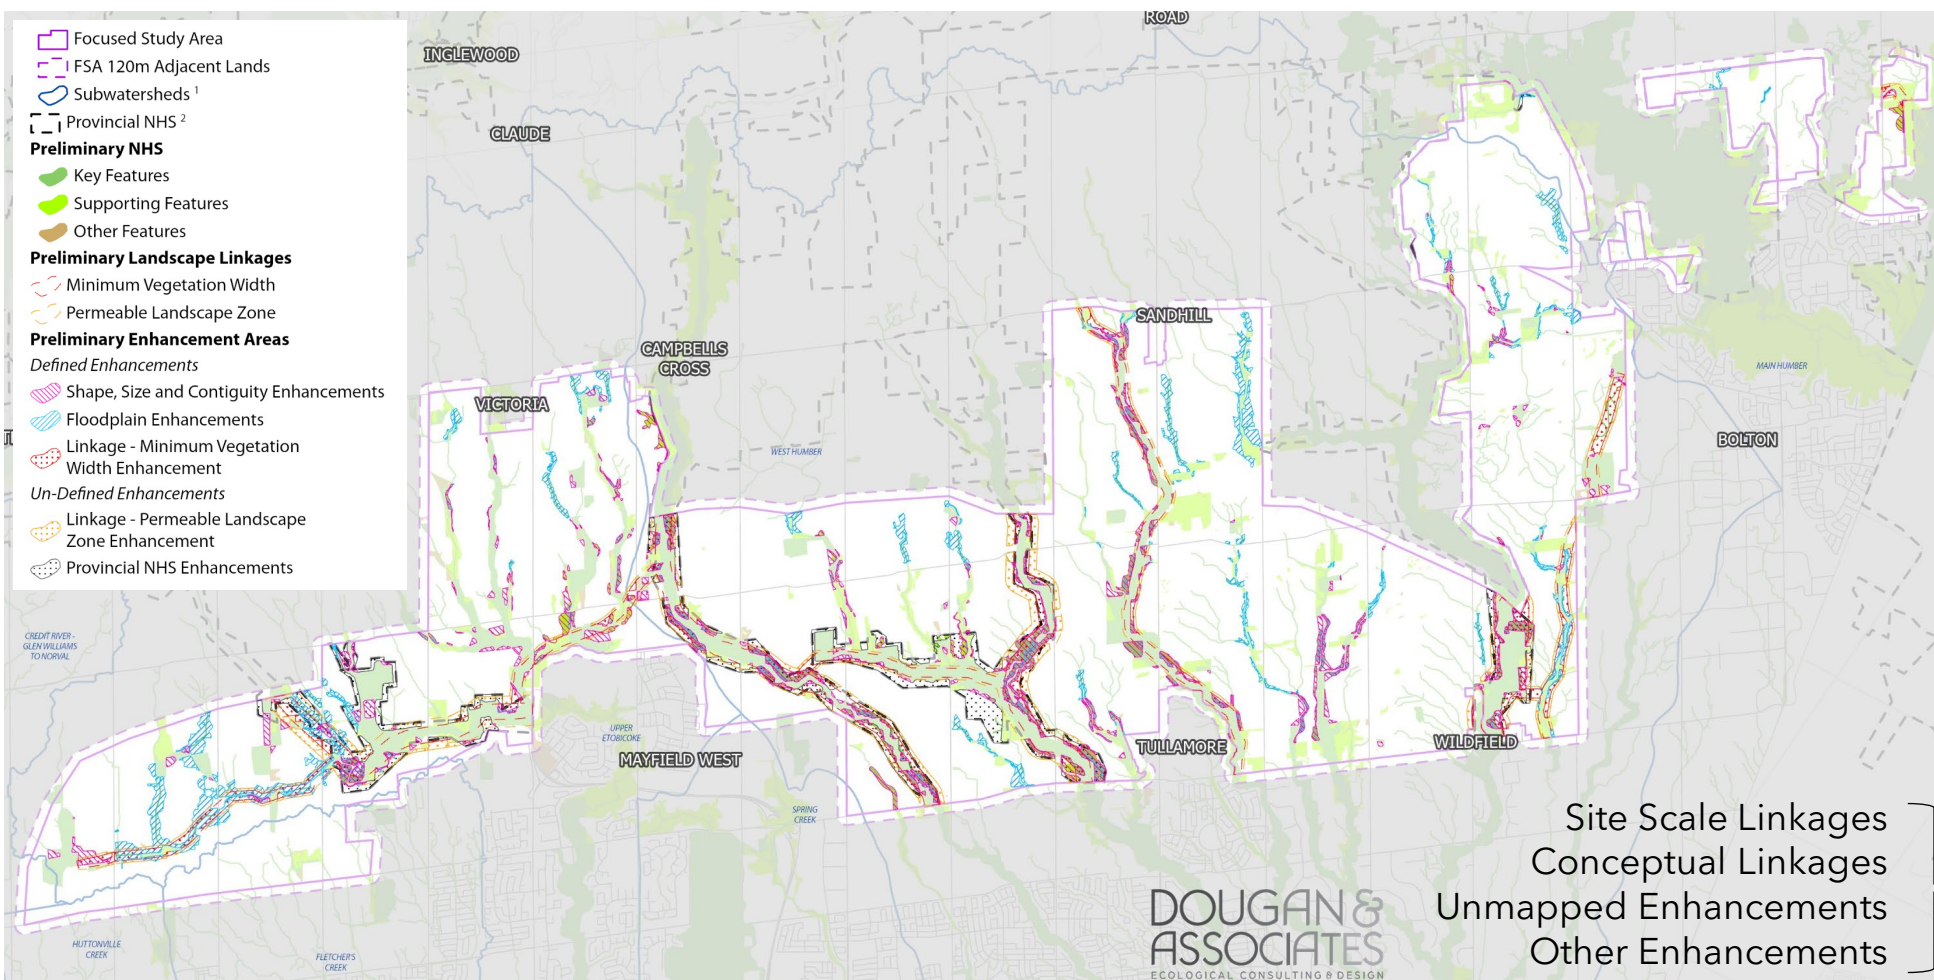 Focused Study Area
FSA 120m Adjacent Lands
Subwatersheds 1
Provincial NHS 2
Preliminary NHS
Key Features
Supporting Features
Other Features
Preliminary Landscape Linkages
Minimum Vegetation Width
Permeable Landscape Zone
Preliminary Enhancement Areas
Defined Enhancements
Shape, Size and Contiguity Enhancements
Floodplain Enhancements
Linkage - Minimum Vegetation
Width Enhancement
Un-Defined Enhancements
Linkage - Permeable Landscape
Zone Enhancement
Provincial NHS Enhancements
ROAD
INGLEWOOD
CLAUDE
SANDHILL
CAMPBELLS
CROSS
MAIN HUMBER
VICTORIA
BOLTON
WEST HUMBER
CREDIT RIVER -
GLEN WILLIAMS
TO NORVAL
UPPER
ETOBICOKE
MAYFIELD WEST
TULLAMORE
WILDFIELD
SPRING
CREEK
HUTTONVILLE
CREEK
FLETCHER'S
CREEK
Site Scale Linkages
Conceptual Linkages
Unmapped Enhancements
Other Enhancements
DOUGAN &
ASSOCIATES
ECOLOGICAL CONSULTING & DESIGN